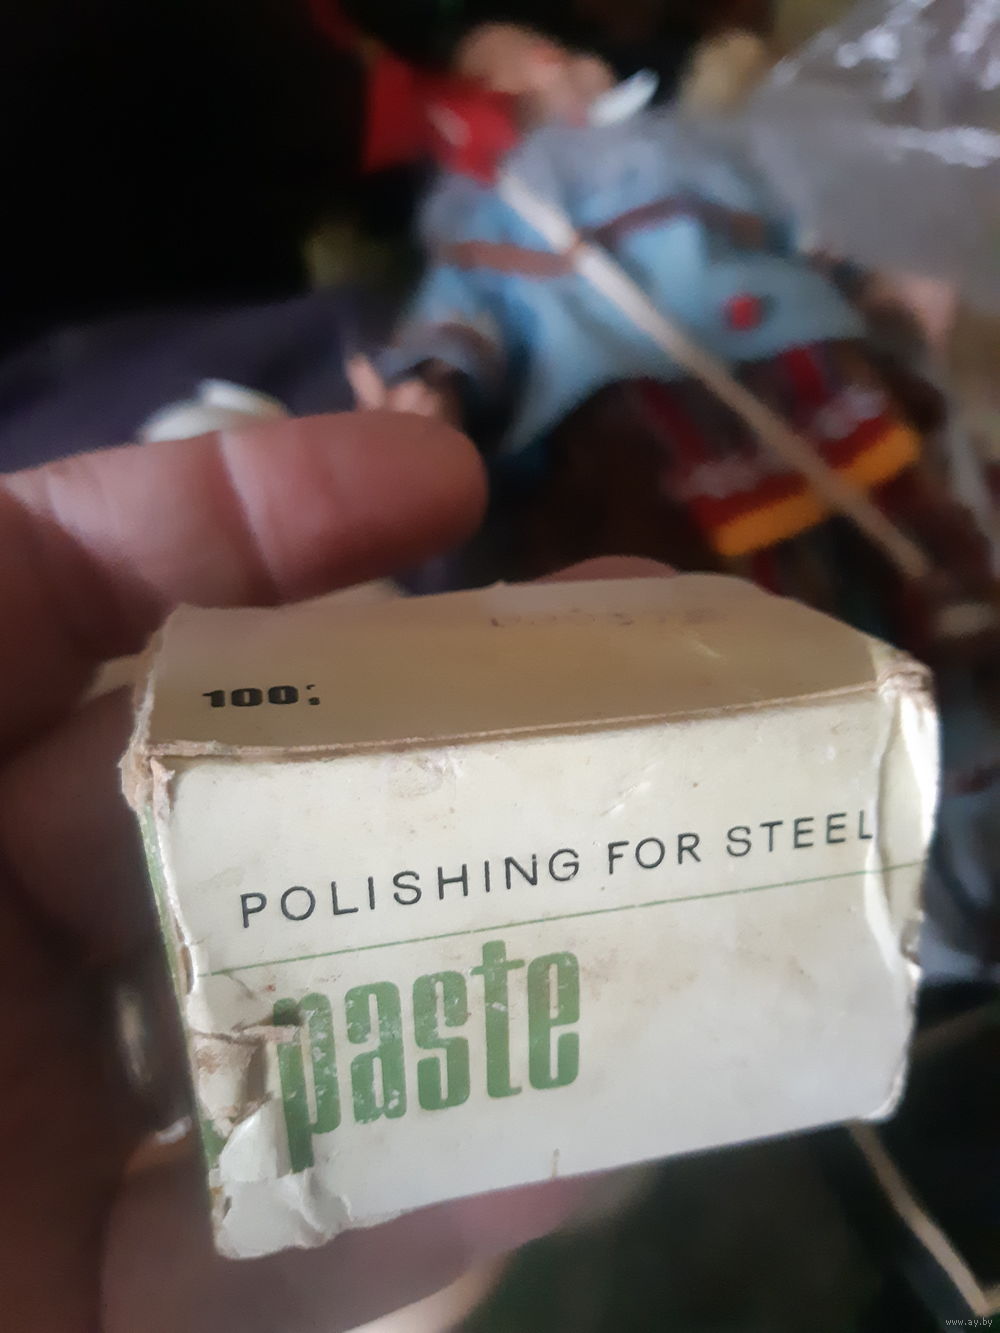 100
POLISHING FOR STEEL
paste
www.ay.by